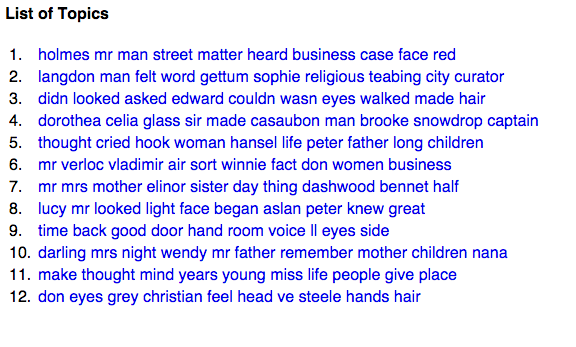 List of Topics
1. holmes mr man street matter heard business case face red
2. langdon man felt word gettum sophie religious teabing city curator
3. didn looked asked edward couldn wasn eyes walked made hair
4. dorothea celia glass sir made casaubon man brooke snowdrop captain
5. thought cried hook woman hansel life peter father long children
6. mr verloc vladimir air sort winnie fact don women business
7. mr mrs mother elinor sister day thing dashwood bennet half
8. lucy mr looked light face began aslan peter knew great
9. time back good door hand room voice ll eyes side
10. darling mrs night wendy mr father remember mother children nana
11. make thought mind years young miss life people give place
12. don eyes grey christian feel head ve steele hands hair